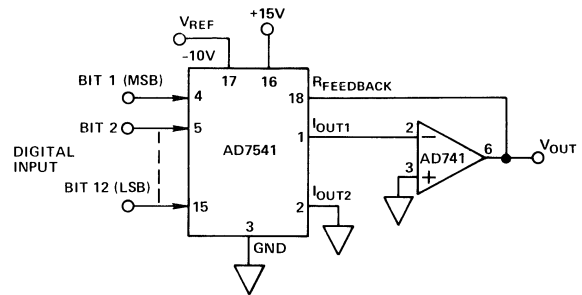 +15V
VREF
-10V
17
16
RFEEDBACK
BIT 1 (MSB)
4
18
BIT 2
5
IOUT1
1
2
−
6
VOUT
AD7541
AD741
DIGITAL
INPUT
3
+
BIT 12 (LSB)
15
IOUT2
2
3
GND